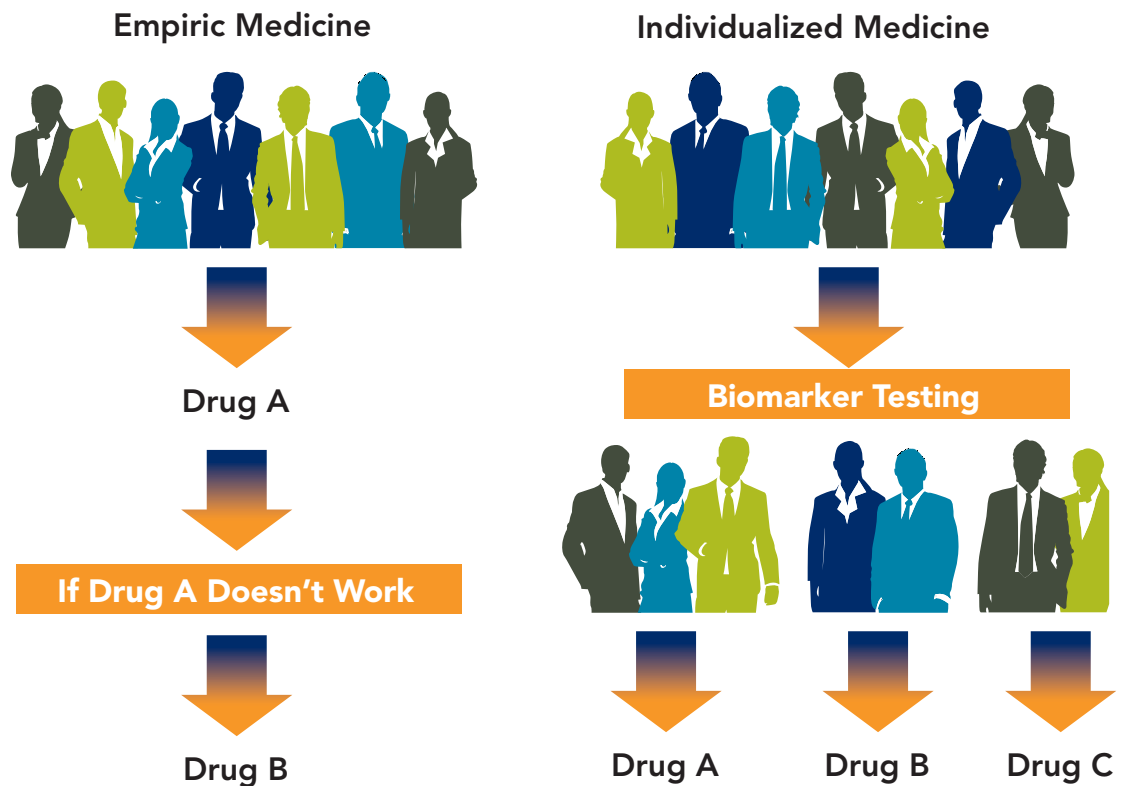 Empiric Medicine
Drug A
If Drug A Doesn't Work
Drug B
Individualized Medicine
Biomarker Testing
Drug A
Drug B
Drug C